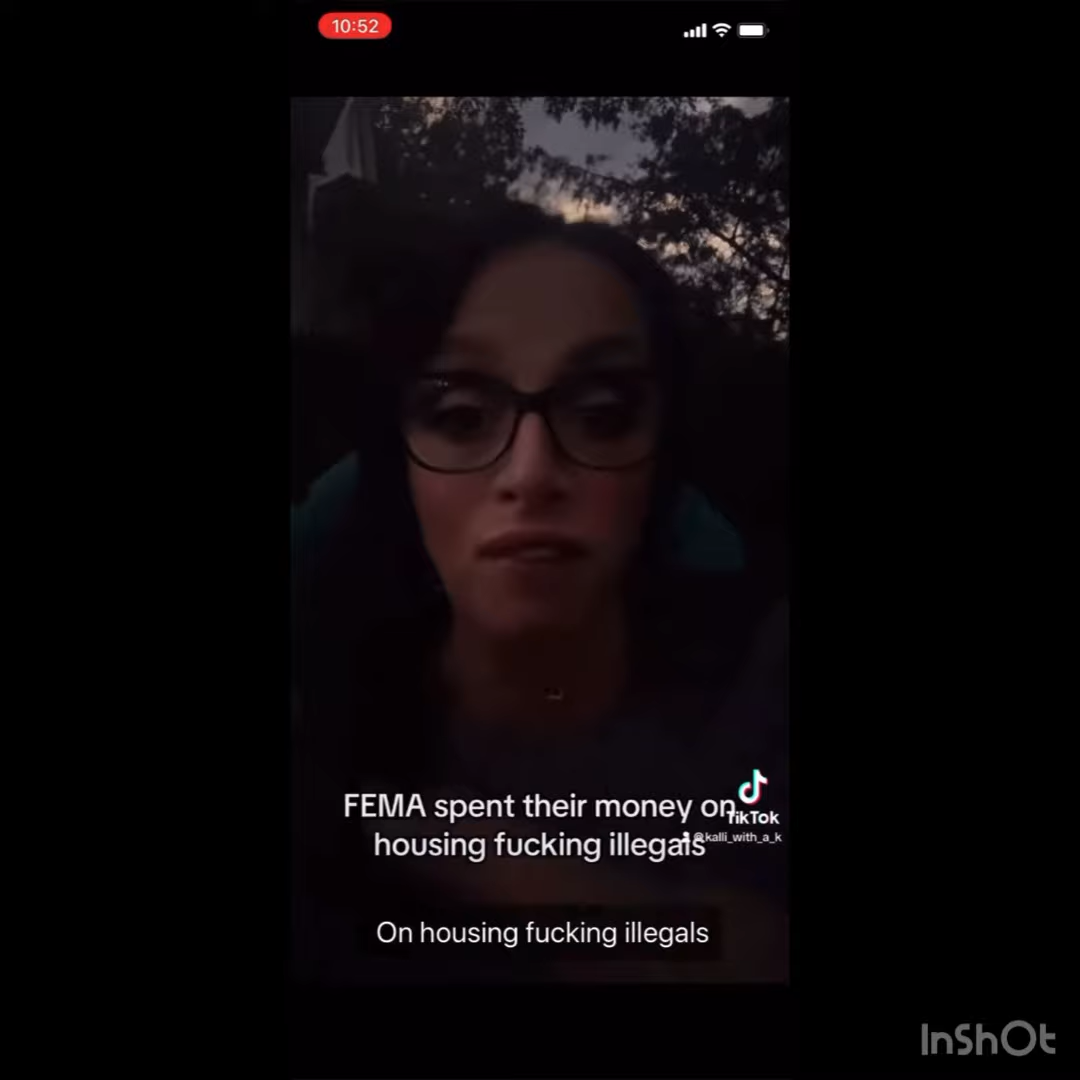 10:52
FEMA spent their money on
housing fucking illegals
TikTok
@kalli_with_a_k
On housing fucking illegals
InShOt